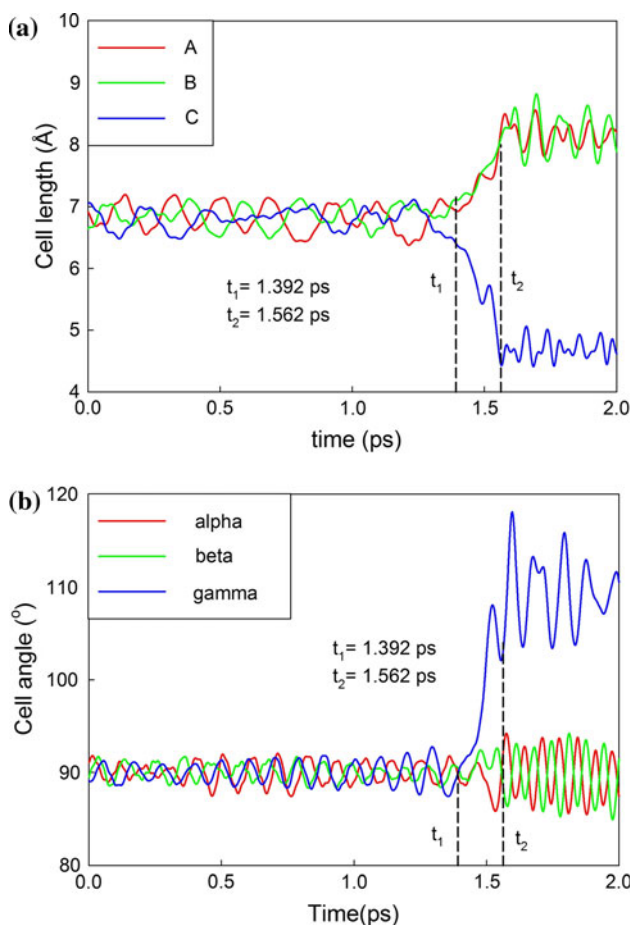 (a)
10
9
8
7
6
5
4
Cell length (Å)
A
B
C
t₁= 1.392 ps
t₂= 1.562 ps
t₁
t₂
0.0 0.5 1.0 1.5 2.0
time (ps)
(b)
120
110
100
90
80
Cell angle (°)
alpha
beta
gamma
t₁= 1.392 ps
t₂= 1.562 ps
t₁
t₂
0.0 0.5 1.0 1.5 2.0
Time(ps)